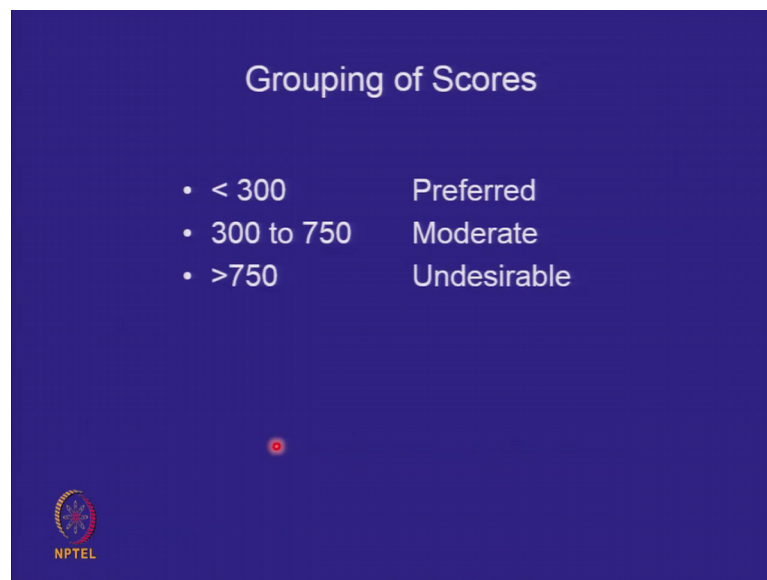 Grouping of Scores
• < 300 Preferred
• 300 to 750 Moderate
• >750 Undesirable
NPTEL